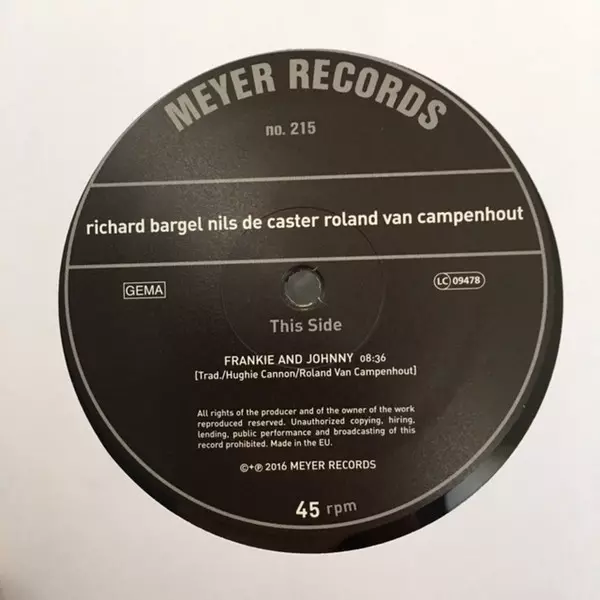 MEYER RECORDS
no. 215
richard bargel nils de caster roland van campenhout
GEMA
LC 09478
This Side
FRANKIE AND JOHNNY 08:36
[Trad./Hughie Cannon/Roland Van Campenhout]
All rights of the producer and of the owner of the work
reproduced reserved. Unauthorized copying, hiring,
lending, public performance and broadcasting of this
record prohibited. Made in the EU.
©+℗ 2016 MEYER RECORDS
45 rpm